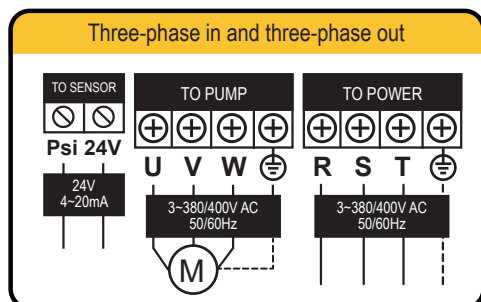 Three-phase in and three-phase out
TO SENSOR
TO PUMP
TO POWER
Psi 24V
U V W
R S T
24V
4~20mA
3~380/400V AC
50/60Hz
3~380/400V AC
50/60Hz
M